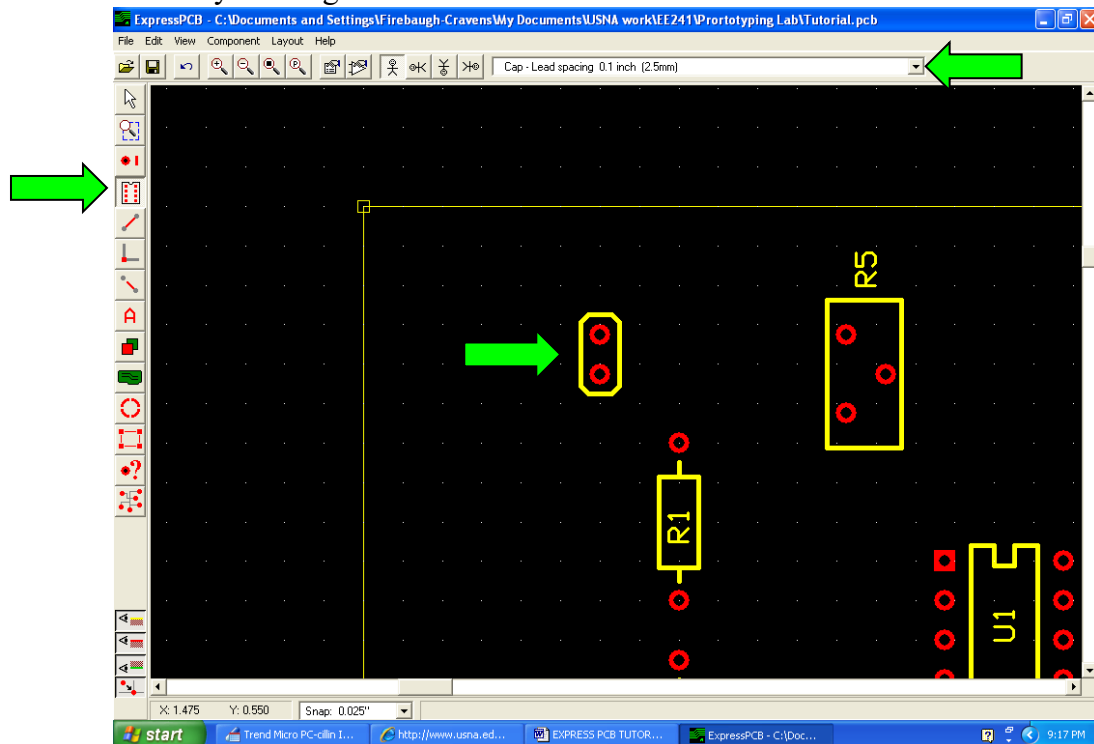 ExpressPCB - C:\Documents and Settings\Firebaugh-Cravens\My Documents\USNA work\EE241\Prortotyping Lab\Tutorial.pcb
File Edit View Component Layout Help
Cap - Lead spacing 0.1 inch (2.5mm)
R5
R1
U1
X: 1.475 Y: 0.550 Snap: 0.025"
start Trend Micro PC-cillin I... http://www.usna.ed... EXPRESS PCB TUTOR... ExpressPCB - C:\Doc... 9:17 PM